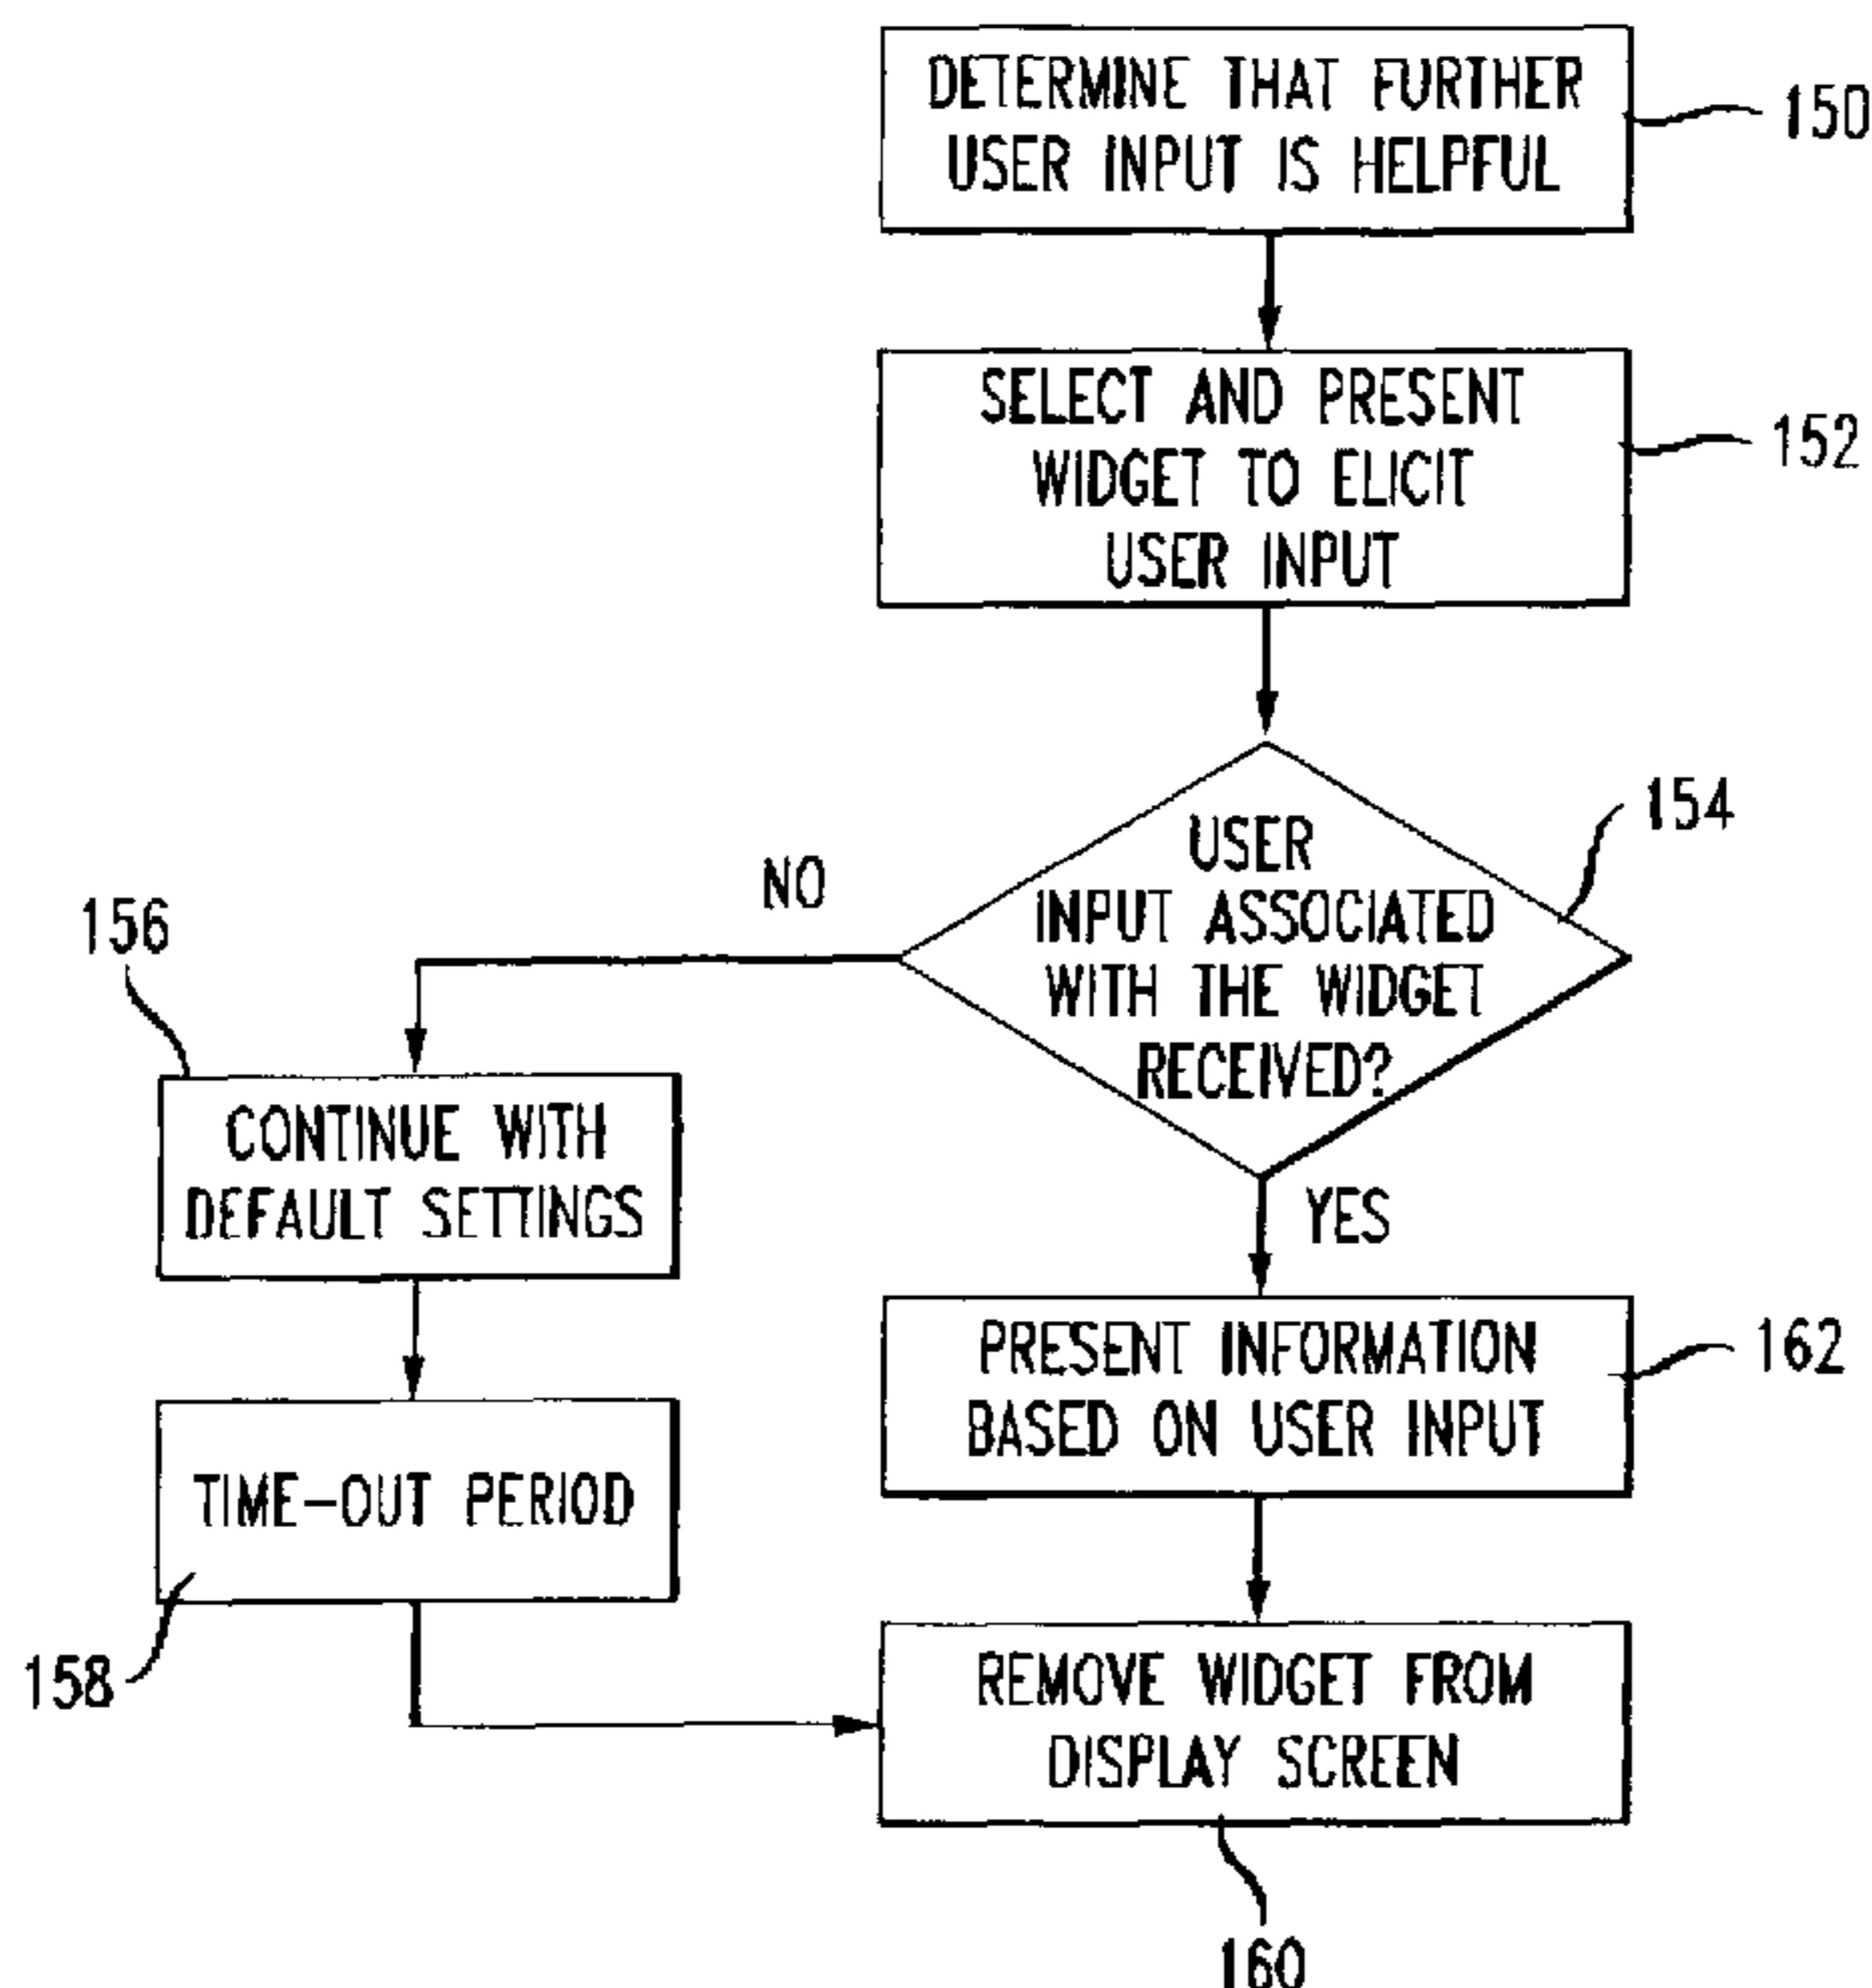 DETERMINE THAT FURTHER
USER INPUT IS HELPFUL
150
SELECT AND PRESENT
WIDGET TO ELICIT
USER INPUT
152
USER
INPUT ASSOCIATED
WITH THE WIDGET
RECEIVED?
154
NO
156
CONTINUE WITH
DEFAULT SETTINGS
YES
PRESENT INFORMATION
BASED ON USER INPUT
162
TIME-OUT PERIOD
158
REMOVE WIDGET FROM
DISPLAY SCREEN
160